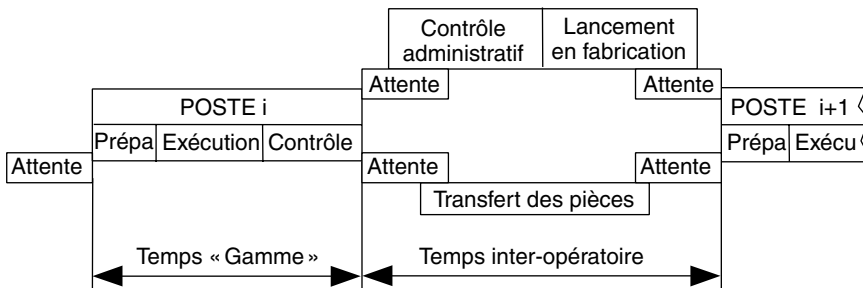 Contrôle administratif
Lancement en fabrication
Attente
Attente
POSTE i
POSTE i+1
Prépa
Exécution
Contrôle
Prépa
Exécu
Attente
Attente
Attente
Transfert des pièces
Temps « Gamme »
Temps inter-opératoire